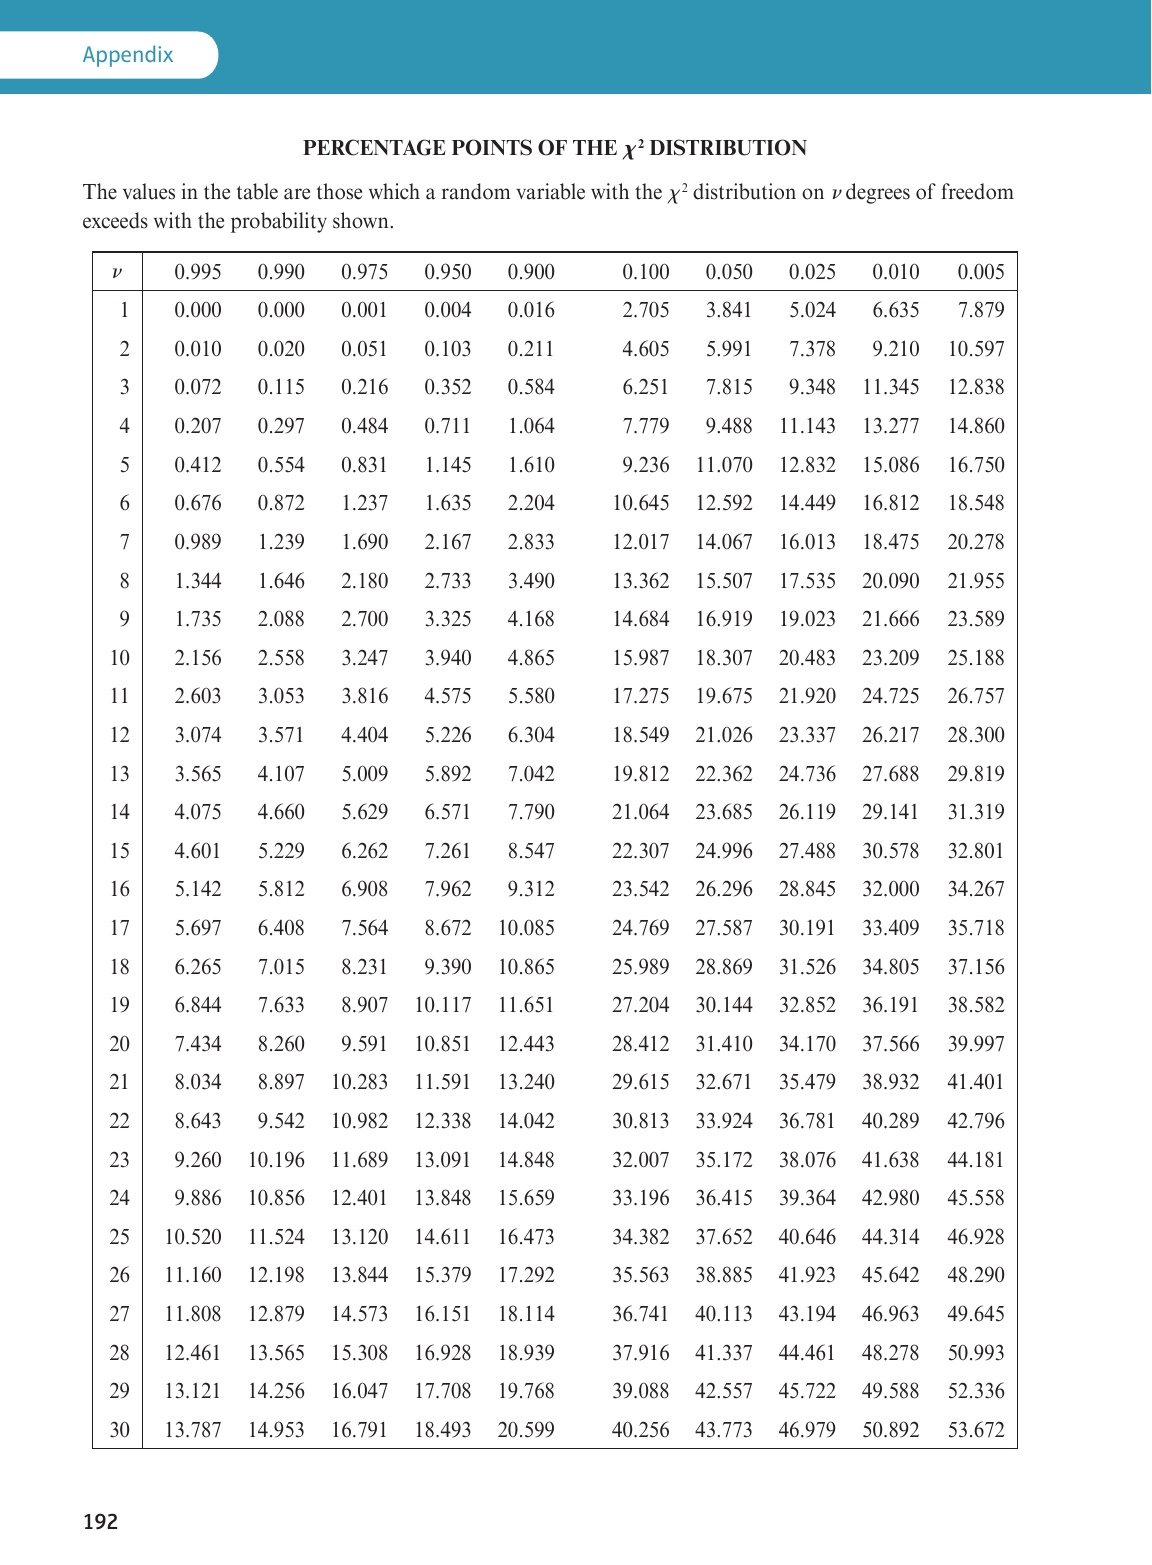 Appendix
PERCENTAGE POINTS OF THE χ² DISTRIBUTION
The values in the table are those which a random variable with the χ² distribution on ν degrees of freedom
exceeds with the probability shown.
ν 0.995 0.990 0.975 0.950 0.900 0.100 0.050 0.025 0.010 0.005
1 0.000 0.000 0.001 0.004 0.016 2.705 3.841 5.024 6.635 7.879
2 0.010 0.020 0.051 0.103 0.211 4.605 5.991 7.378 9.210 10.597
3 0.072 0.115 0.216 0.352 0.584 6.251 7.815 9.348 11.345 12.838
4 0.207 0.297 0.484 0.711 1.064 7.779 9.488 11.143 13.277 14.860
5 0.412 0.554 0.831 1.145 1.610 9.236 11.070 12.832 15.086 16.750
6 0.676 0.872 1.237 1.635 2.204 10.645 12.592 14.449 16.812 18.548
7 0.989 1.239 1.690 2.167 2.833 12.017 14.067 16.013 18.475 20.278
8 1.344 1.646 2.180 2.733 3.490 13.362 15.507 17.535 20.090 21.955
9 1.735 2.088 2.700 3.325 4.168 14.684 16.919 19.023 21.666 23.589
10 2.156 2.558 3.247 3.940 4.865 15.987 18.307 20.483 23.209 25.188
11 2.603 3.053 3.816 4.575 5.580 17.275 19.675 21.920 24.725 26.757
12 3.074 3.571 4.404 5.226 6.304 18.549 21.026 23.337 26.217 28.300
13 3.565 4.107 5.009 5.892 7.042 19.812 22.362 24.736 27.688 29.819
14 4.075 4.660 5.629 6.571 7.790 21.064 23.685 26.119 29.141 31.319
15 4.601 5.229 6.262 7.261 8.547 22.307 24.996 27.488 30.578 32.801
16 5.142 5.812 6.908 7.962 9.312 23.542 26.296 28.845 32.000 34.267
17 5.697 6.408 7.564 8.672 10.085 24.769 27.587 30.191 33.409 35.718
18 6.265 7.015 8.231 9.390 10.865 25.989 28.869 31.526 34.805 37.156
19 6.844 7.633 8.907 10.117 11.651 27.204 30.144 32.852 36.191 38.582
20 7.434 8.260 9.591 10.851 12.443 28.412 31.410 34.170 37.566 39.997
21 8.034 8.897 10.283 11.591 13.240 29.615 32.671 35.479 38.932 41.401
22 8.643 9.542 10.982 12.338 14.042 30.813 33.924 36.781 40.289 42.796
23 9.260 10.196 11.689 13.091 14.848 32.007 35.172 38.076 41.638 44.181
24 9.886 10.856 12.401 13.848 15.659 33.196 36.415 39.364 42.980 45.558
25 10.520 11.524 13.120 14.611 16.473 34.382 37.652 40.646 44.314 46.928
26 11.160 12.198 13.844 15.379 17.292 35.563 38.885 41.923 45.642 48.290
27 11.808 12.879 14.573 16.151 18.114 36.741 40.113 43.194 46.963 49.645
28 12.461 13.565 15.308 16.928 18.939 37.916 41.337 44.461 48.278 50.993
29 13.121 14.256 16.047 17.708 19.768 39.088 42.557 45.722 49.588 52.336
30 13.787 14.953 16.791 18.493 20.599 40.256 43.773 46.979 50.892 53.672
192